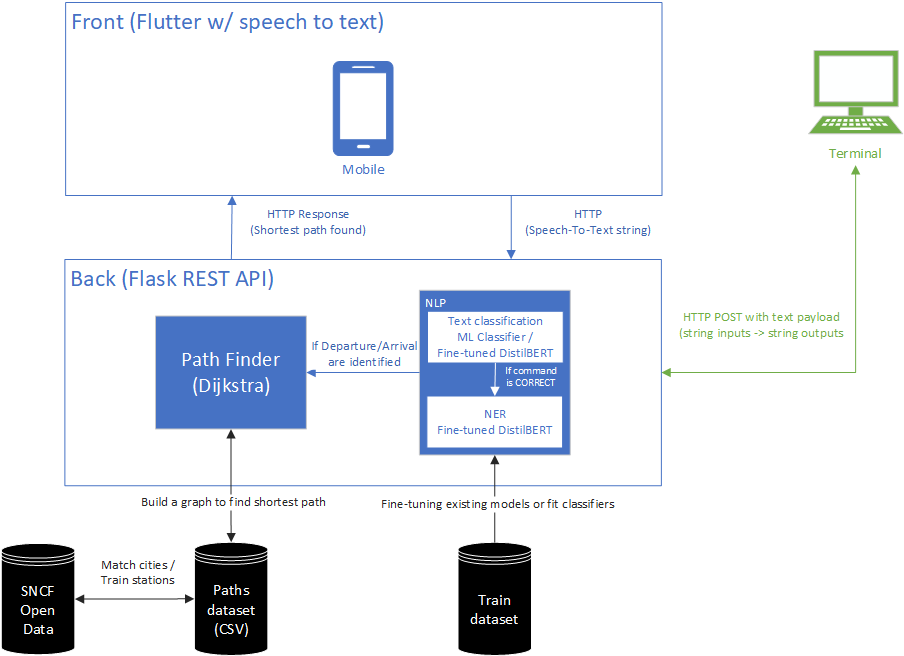 Front (Flutter w/ speech to text)
Mobile
Terminal
HTTP Response
(Shortest path found)
HTTP
(Speech-To-Text string)
Back (Flask REST API)
NLP
Text classification
ML Classifier /
Fine-tuned DistilBERT
If command
is CORRECT
NER
Fine-tuned DistilBERT
If Departure/Arrival
are identified
Path Finder
(Dijkstra)
HTTP POST with text payload
(string inputs -> string outputs
Build a graph to find shortest path
Fine-tuning existing models or fit classifiers
Match cities /
Train stations
SNCF
Open
Data
Paths
dataset
(CSV)
Train
dataset